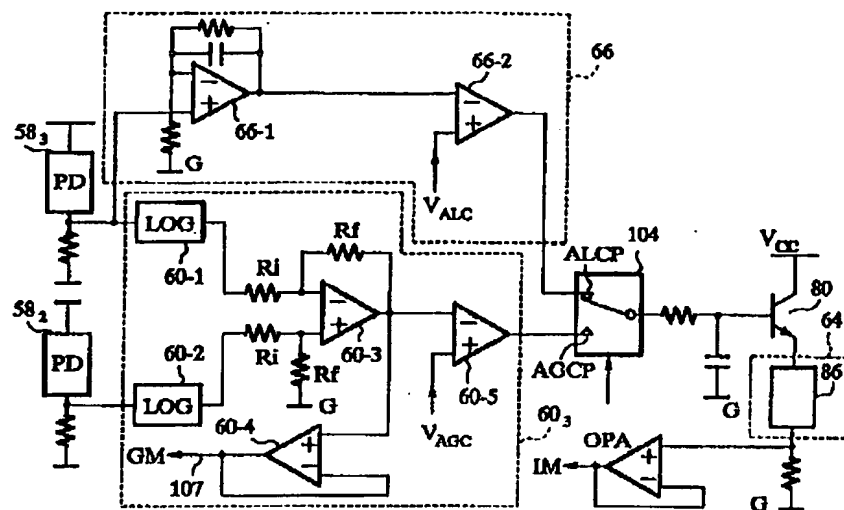 66-2
66
58₃
66-1
G
PD
V_ALC
LOG
Rf
60-1
Ri
ALCP
104
V_CC
80
58₂
64
60-2
60-3
PD
Ri
Rf
86
AGCP
LOG
G
60-5
G
60-4
V_AGC
60₃
OPA
GM
IM
107
G